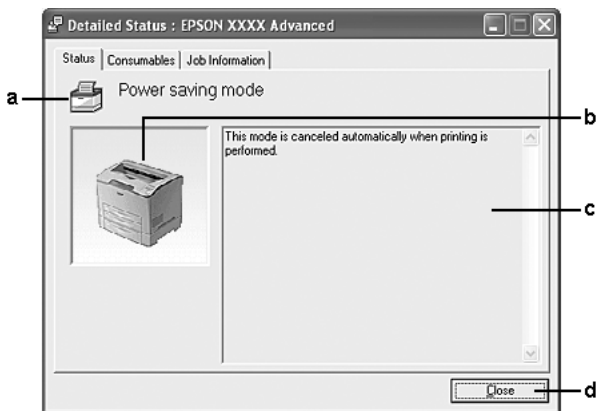 Detailed Status : EPSON XXXX Advanced
Status Consumables Job Information
a
Power saving mode
b
This mode is canceled automatically when printing is
performed.
c
Close
d